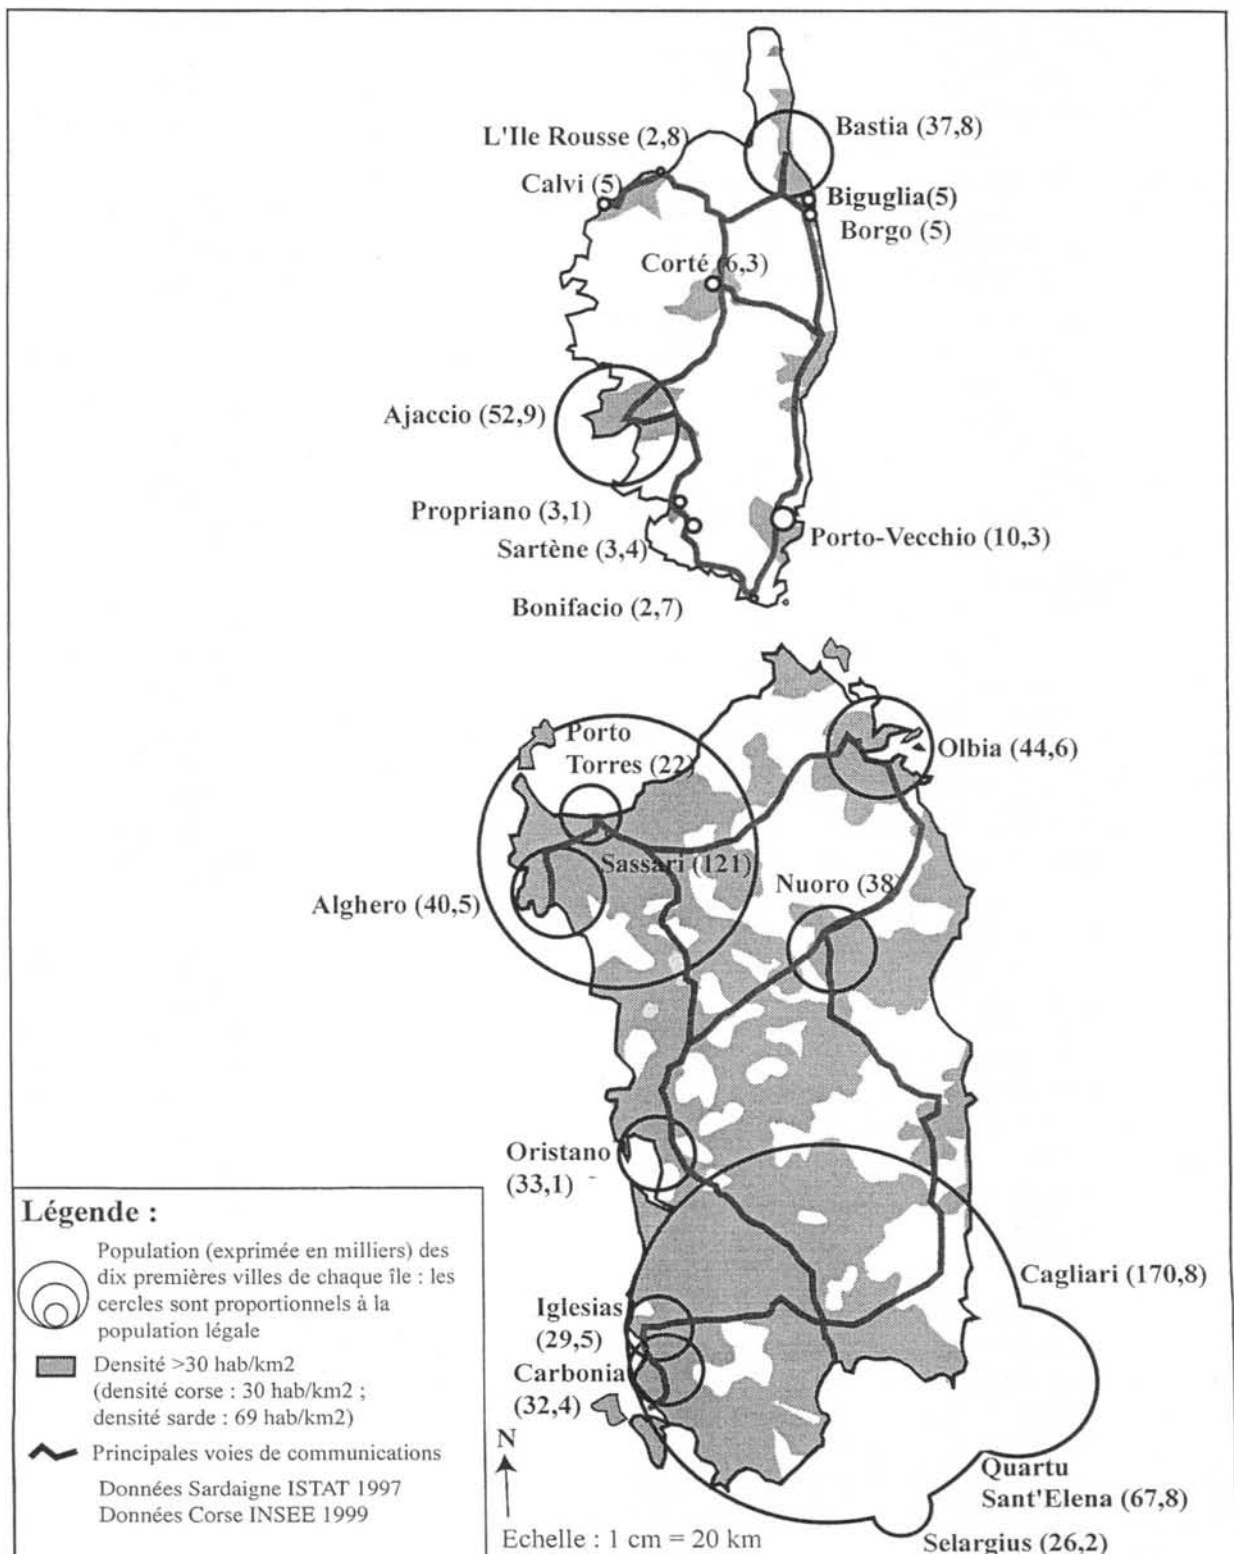 L'Ile Rousse (2,8)
Bastia (37,8)
Calvi (5)
Biguglia(5)
Borgo (5)
Corté (6,3)
Ajaccio (52,9)
Propriano (3,1)
Sartène (3,4)
Porto-Vecchio (10,3)
Bonifacio (2,7)
Porto
Torres (22)
Olbia (44,6)
Sassari (121)
Nuoro (38)
Alghero (40,5)
Oristano
(33,1)
Cagliari (170,8)
Iglesias
(29,5)
Carbonia
(32,4)
Quartu
Sant'Elena (67,8)
Selargius (26,2)
N
Echelle : 1 cm = 20 km
Légende :
Population (exprimée en milliers) des
dix premières villes de chaque île : les
cercles sont proportionnels à la
population légale
Densité >30 hab/km2
(densité corse : 30 hab/km2 ;
densité sarde : 69 hab/km2)
Principales voies de communications
Données Sardaigne ISTAT 1997
Données Corse INSEE 1999